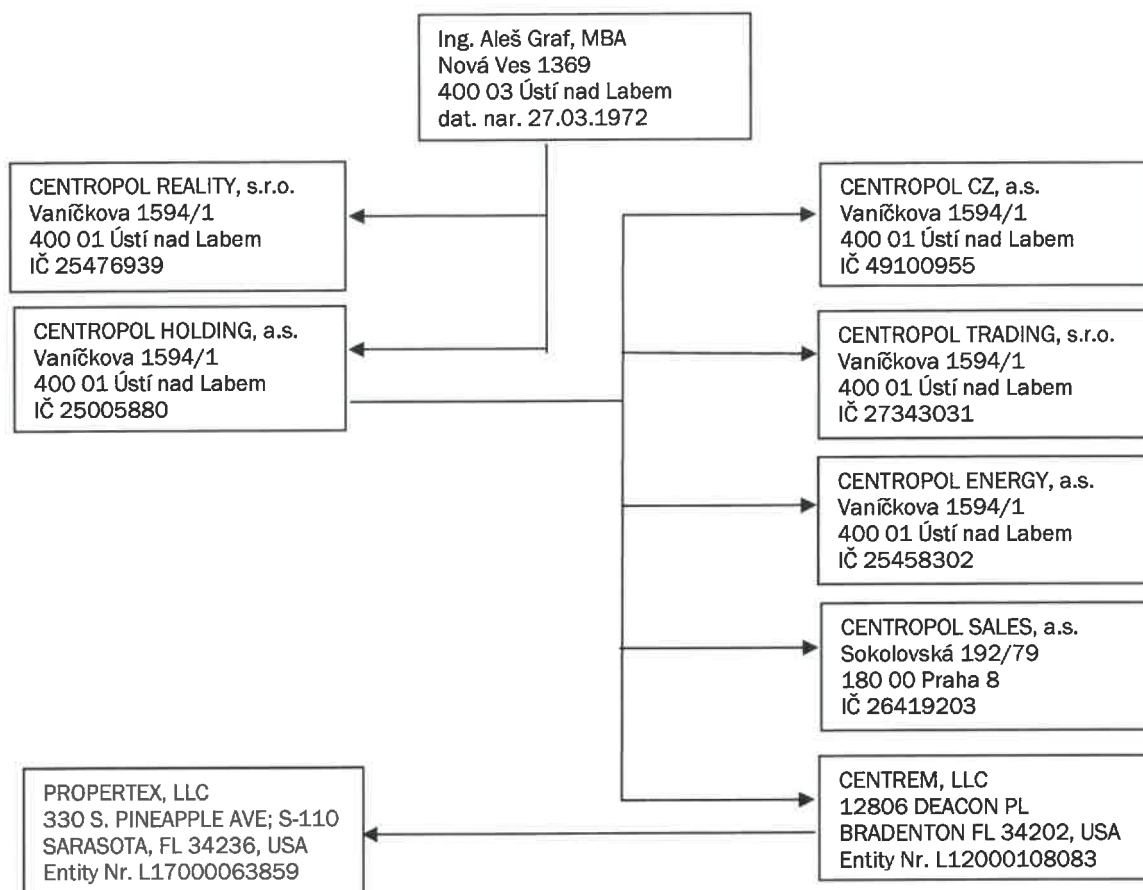 Ing. Aleš Graf, MBA
Nová Ves 1369
400 03 Ústí nad Labem
dat. nar. 27.03.1972
CENTROPOL REALITY, s.r.o.
Vaníčkova 1594/1
400 01 Ústí nad Labem
IČ 25476939
CENTROPOL HOLDING, a.s.
Vaníčkova 1594/1
400 01 Ústí nad Labem
IČ 25005880
CENTROPOL CZ, a.s.
Vaníčkova 1594/1
400 01 Ústí nad Labem
IČ 49100955
CENTROPOL TRADING, s.r.o.
Vaníčkova 1594/1
400 01 Ústí nad Labem
IČ 27343031
CENTROPOL ENERGY, a.s.
Vaníčkova 1594/1
400 01 Ústí nad Labem
IČ 25458302
CENTROPOL SALES, a.s.
Sokolovská 192/79
180 00 Praha 8
IČ 26419203
CENTREM, LLC
12806 DEACON PL
BRADENTON FL 34202, USA
Entity Nr. L12000108083
PROPERTEX, LLC
330 S. PINEAPPLE AVE; S-110
SARASOTA, FL 34236, USA
Entity Nr. L17000063859